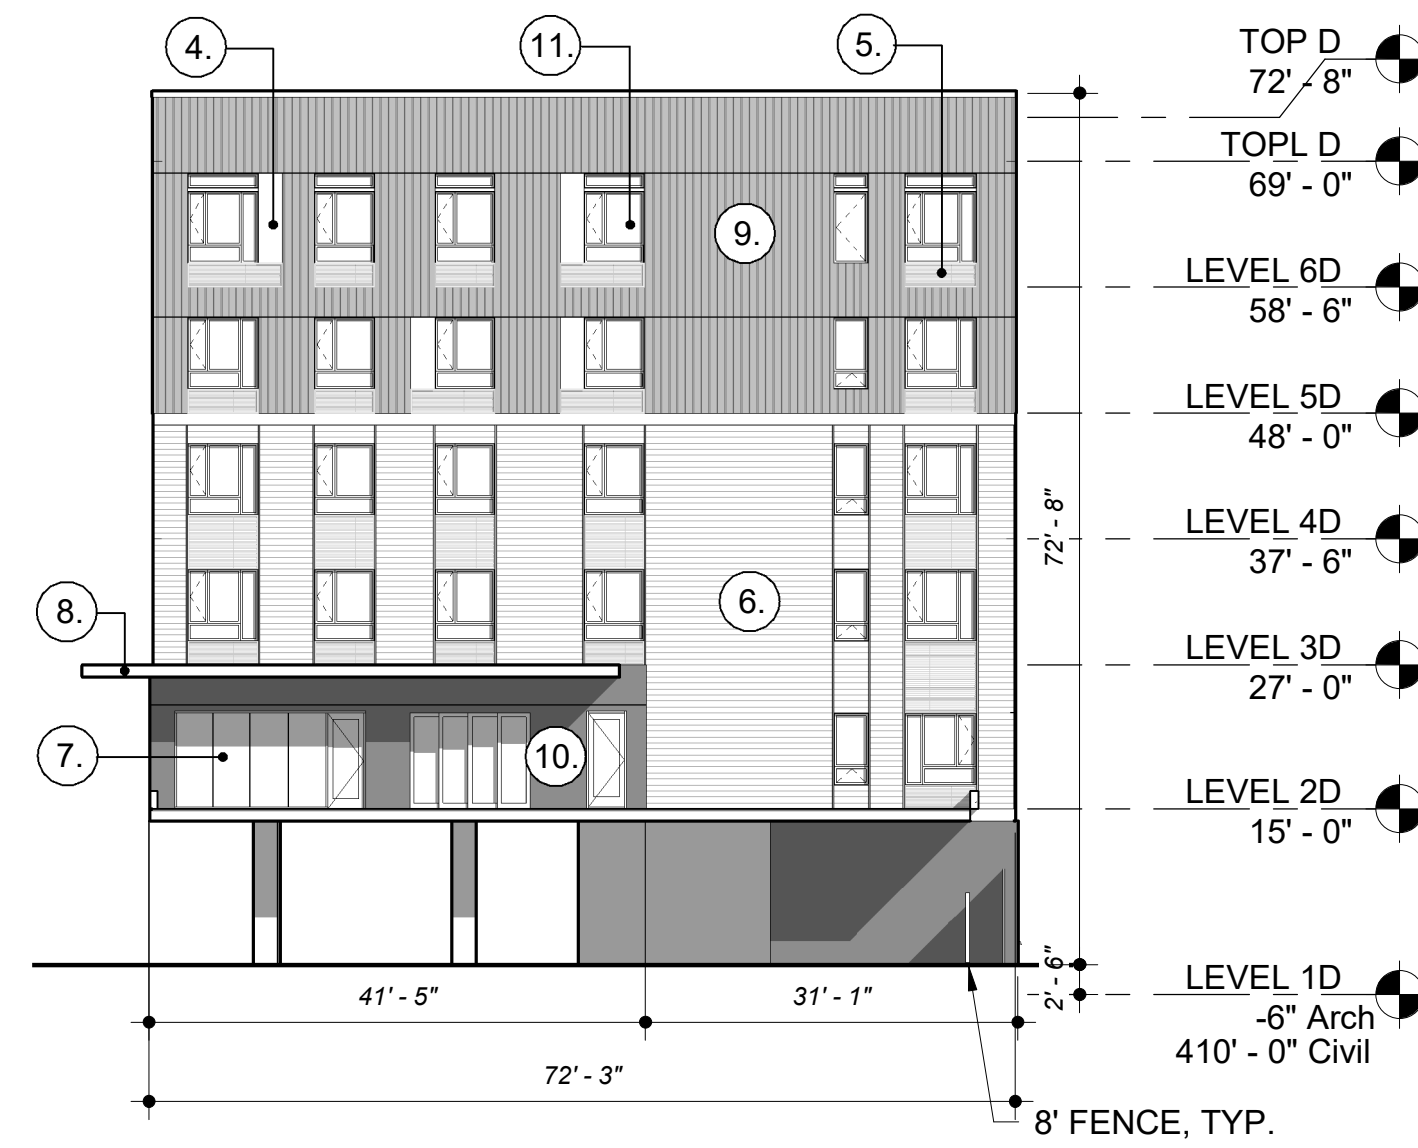 4.
11.
5.
TOP D
72' - 8"
TOPL D
69' - 0"
9.
LEVEL 6D
58' - 6"
LEVEL 5D
48' - 0"
72' - 8"
LEVEL 4D
37' - 6"
8.
6.
LEVEL 3D
27' - 0"
7.
10.
LEVEL 2D
15' - 0"
2' - 6"
LEVEL 1D
-6" Arch
410' - 0" Civil
41' - 5"
31' - 1"
72' - 3"
8' FENCE, TYP.